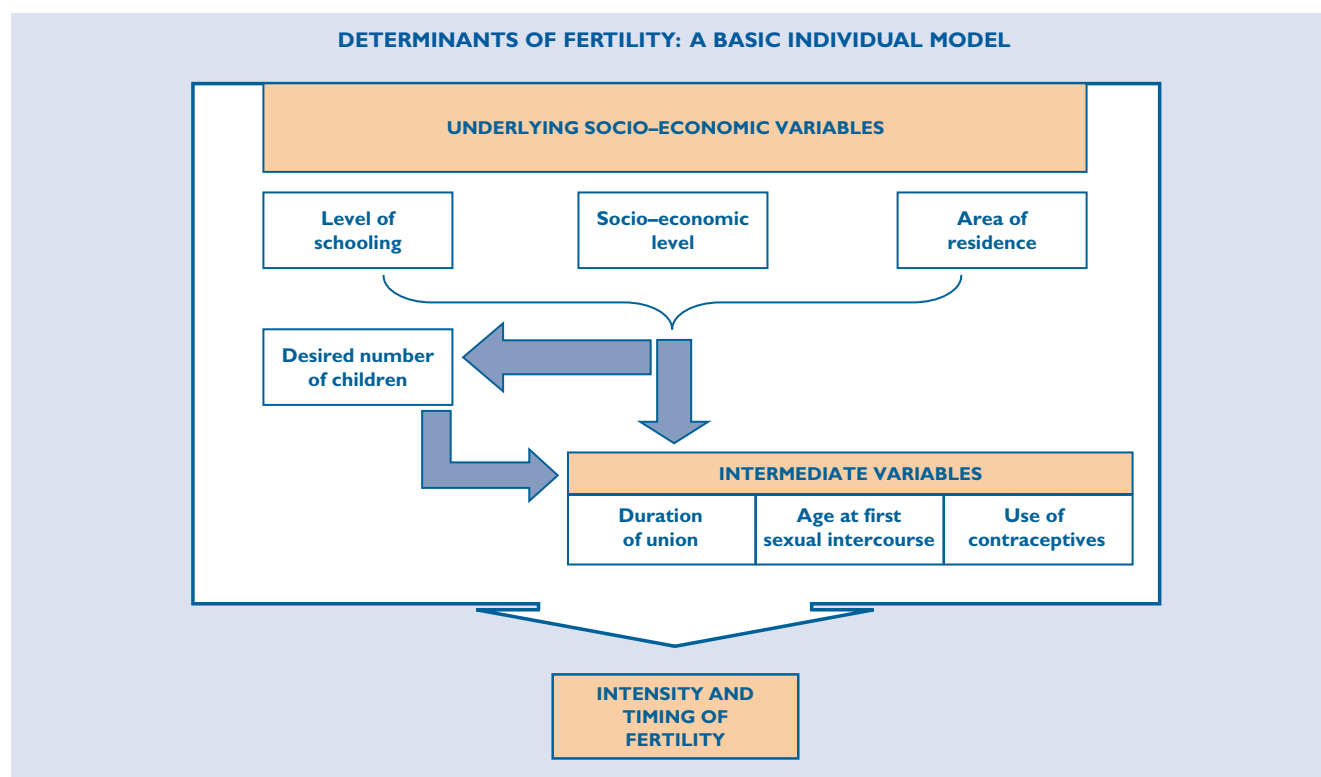 DETERMINANTS OF FERTILITY: A BASIC INDIVIDUAL MODEL
UNDERLYING SOCIO–ECONOMIC VARIABLES
Level of
schooling
Socio–economic
level
Area of
residence
Desired number
of children
INTERMEDIATE VARIABLES
Duration
of union
Age at first
sexual intercourse
Use of
contraceptives
INTENSITY AND
TIMING OF
FERTILITY